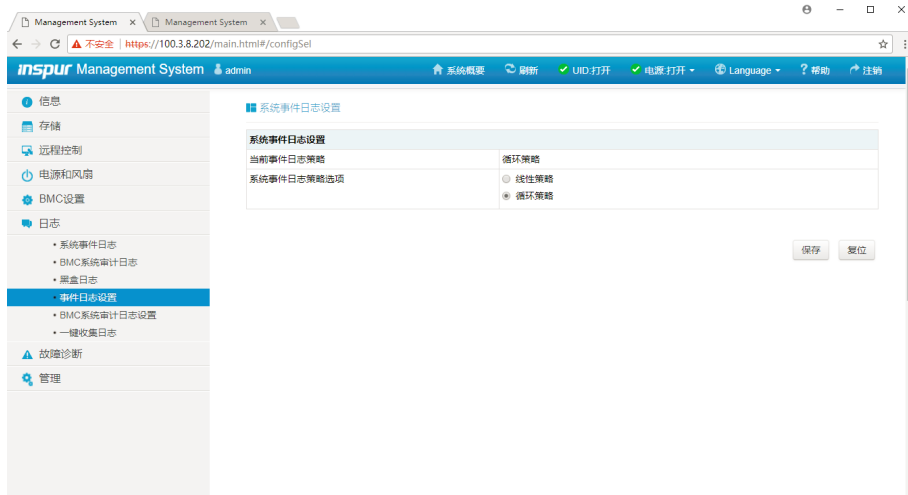 Management System
Management System
不安全 | https://100.3.8.202/main.html#/configSel
inspur Management System admin 系统概要 刷新 UID:打开 电源:打开 Language 帮助 注销
信息
存储
远程控制
电源和风扇
BMC设置
日志
• 系统事件日志
• BMC系统审计日志
• 黑盒日志
• 事件日志设置
• BMC系统审计日志设置
• 一键收集日志
故障诊断
管理
系统事件日志设置
系统事件日志设置
当前事件日志策略 循环策略
系统事件日志策略选项 线性策略
循环策略
保存 复位